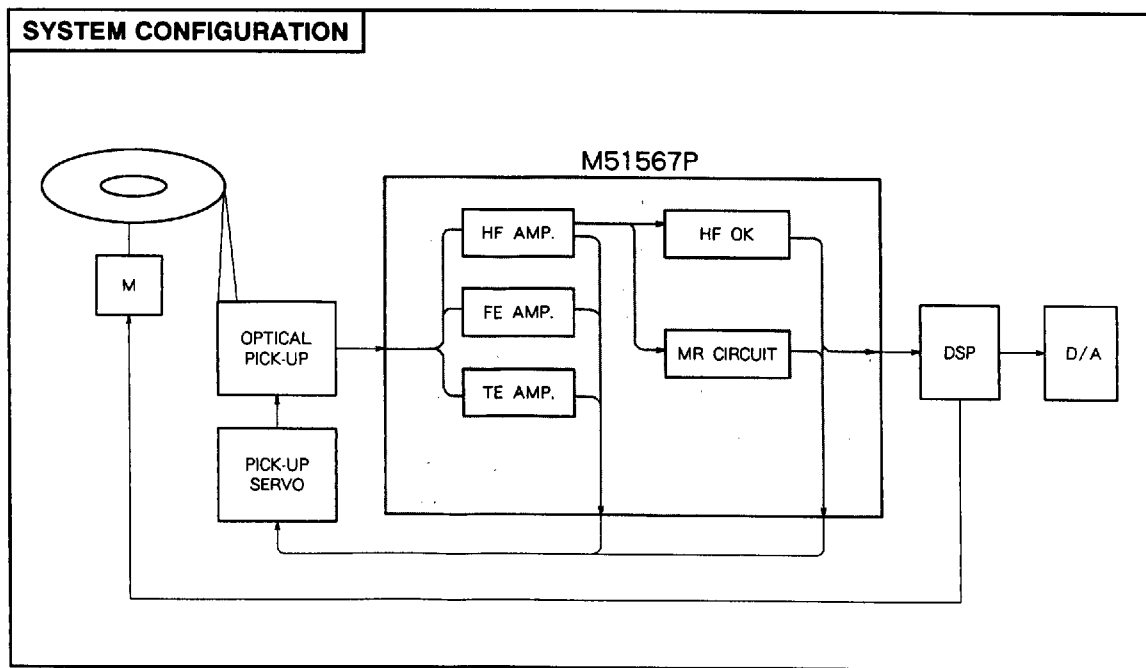 SYSTEM CONFIGURATION
M51567P
HF AMP.
HF OK
M
FE AMP.
OPTICAL
PICK-UP
MR CIRCUIT
DSP
D/A
TE AMP.
PICK-UP
SERVO